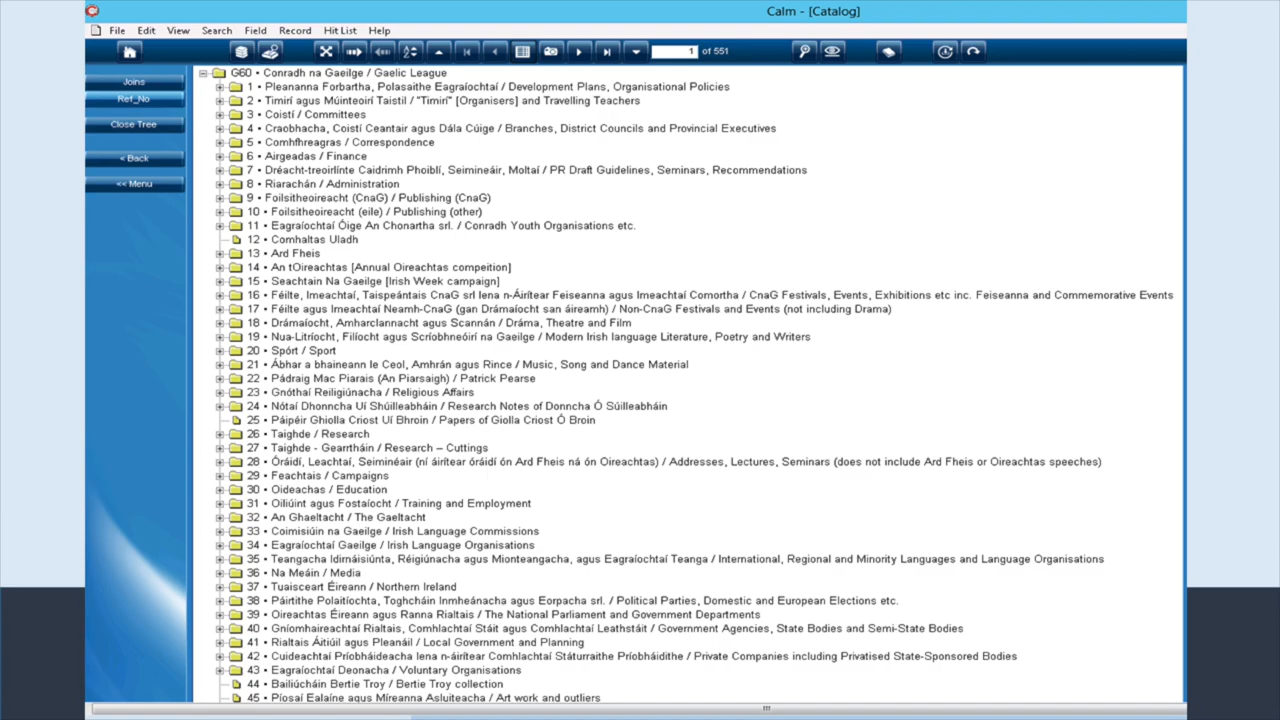 Calm - [Catalog]
File Edit View Search Field Record Hit List Help
1 of 551
Joins
Ref_No
Close Tree
< Back
<< Menu
G60 • Conradh na Gaeilge / Gaelic League
1 • Pleananna Forbartha, Polasaithe Eagraíochtaí / Development Plans, Organisational Policies
2 • Timirí agus Múinteoirí Taistil / "Timirí" [Organisers] and Travelling Teachers
3 • Coistí / Committees
4 • Craobhacha, Coistí Ceantair agus Dála Cúige / Branches, District Councils and Provincial Executives
5 • Comhfhreagras / Correspondence
6 • Airgeadas / Finance
7 • Dréacht-treoirlínte Caidrimh Phoiblí, Seimineáir, Moltaí / PR Draft Guidelines, Seminars, Recommendations
8 • Riarachán / Administration
9 • Foilsitheoireacht (CnaG) / Publishing (CnaG)
10 • Foilsitheoireacht (eile) / Publishing (other)
11 • Eagraíochtaí Óige An Chonartha srl. / Conradh Youth Organisations etc.
12 • Comhaltas Uladh
13 • Ard Fheis
14 • An tOireachtas [Annual Oireachtas compeition]
15 • Seachtain Na Gaeilge [Irish Week campaign]
16 • Féilte, Imeachtaí, Taispeántais CnaG srl lena n-Áirítear Feiseanna agus Imeachtaí Comortha / CnaG Festivals, Events, Exhibitions etc inc. Feiseanna and Commemorative Events
17 • Féilte agus Imeachtaí Neamh-CnaG (gan Drámaíocht san áireamh) / Non-CnaG Festivals and Events (not including Drama)
18 • Drámaíocht, Amharclannacht agus Scannán / Dráma, Theatre and Film
19 • Nua-Litríocht, Filíocht agus Scríobhneóirí na Gaeilge / Modern Irish language Literature, Poetry and Writers
20 • Spórt / Sport
21 • Ábhar a bhaineann le Ceol, Amhrán agus Rince / Music, Song and Dance Material
22 • Pádraig Mac Piarais (An Piarsaigh) / Patrick Pearse
23 • Gnóthaí Reiligiúnacha / Religious Affairs
24 • Nótaí Dhonncha Uí Shúilleabháin / Research Notes of Donncha Ó Súilleabháin
25 • Páipéir Ghiolla Criost Uí Bhroin / Papers of Giolla Criost Ó Broin
26 • Taighde / Research
27 • Taighde - Gearrtháin / Research – Cuttings
28 • Óráidí, Leachtaí, Seiminéair (ní áirítear óráidí ón Ard Fheis ná ón Oireachtas) / Addresses, Lectures, Seminars (does not include Ard Fheis or Oireachtas speeches)
29 • Feachtais / Campaigns
30 • Oideachas / Education
31 • Oiliúint agus Fostaíocht / Training and Employment
32 • An Ghaeltacht / The Gaeltacht
33 • Coimisiúin na Gaeilge / Irish Language Commissions
34 • Eagraíochtaí Gaeilge / Irish Language Organisations
35 • Teangacha Idirnáisiúnta, Réigiúnacha agus Mionteangacha, agus Eagraíochtaí Teanga / International, Regional and Minority Languages and Language Organisations
36 • Na Meáin / Media
37 • Tuaisceart Éireann / Northern Ireland
38 • Páirtithe Polaitíochta, Toghcháin Inmheánacha agus Eorpacha srl. / Political Parties, Domestic and European Elections etc.
39 • Oireachtas Éireann agus Ranna Rialtais / The National Parliament and Government Departments
40 • Gníomhaireachtaí Rialtais, Comhlachtaí Stáit agus Comhlachtaí Leathstáit / Government Agencies, State Bodies and Semi-State Bodies
41 • Rialtais Áitiúil agus Pleanáil / Local Government and Planning
42 • Cuideachtaí Príobháideacha lena n-áirítear Comhlachtaí Státurraithe Príobháidithe / Private Companies including Privatised State-Sponsored Bodies
43 • Eagraíochtaí Deonacha / Voluntary Organisations
44 • Bailiúcháin Bertie Troy / Bertie Troy collection
45 • Píosaí Ealaíne agus Míreanna Asluiteacha / Art work and outliers